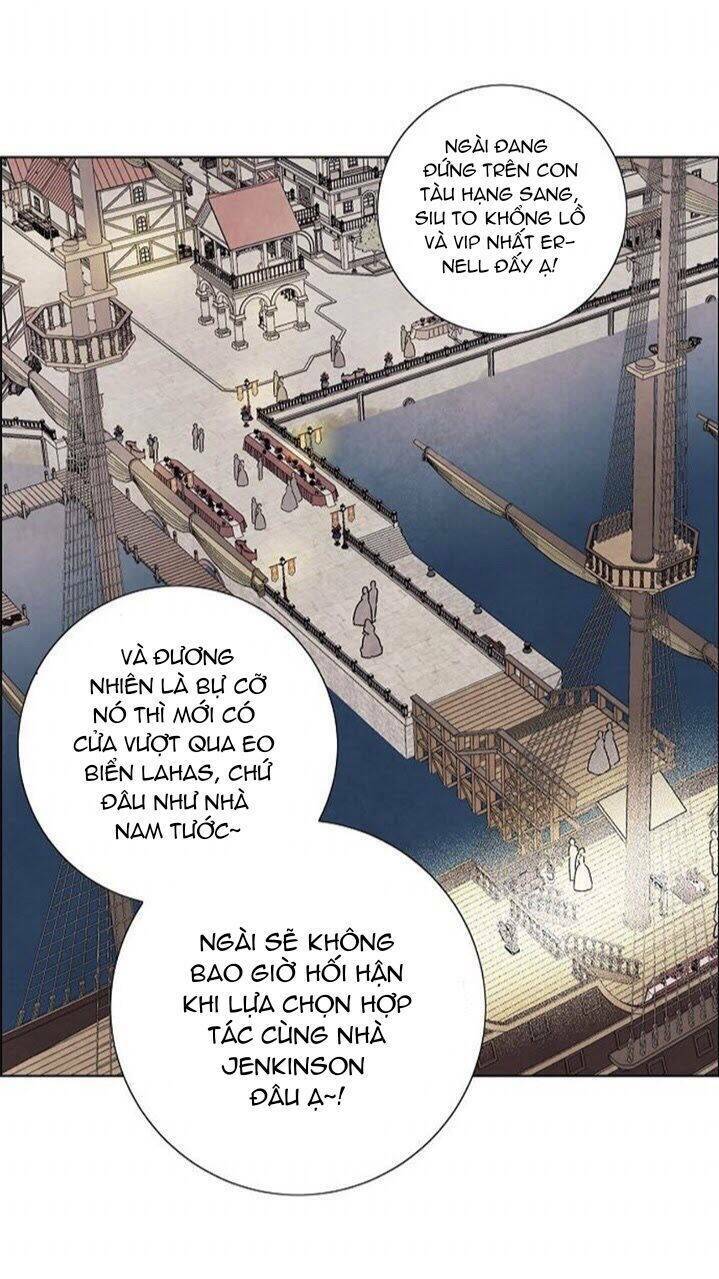 NGÀI ĐANG
ĐỨNG TRÊN CON
TÀU HẠNG SANG,
SIU TO KHỔNG LỒ
VÀ VIP NHẤT ER-
NELL ĐẤY Ạ!
VÀ ĐƯƠNG
NHIÊN LÀ BỰ CỠ
NÓ THÌ MỚI CÓ
CỬA VƯỢT QUA EO
BIỂN LAHAS, CHỨ
ĐÂU NHƯ NHÀ
NAM TƯỚC~
NGÀI SẼ KHÔNG
BAO GIỜ HỐI HẬN
KHI LỰA CHỌN HỢP
TÁC CÙNG NHÀ
JENKINSON
ĐÂU Ạ~!